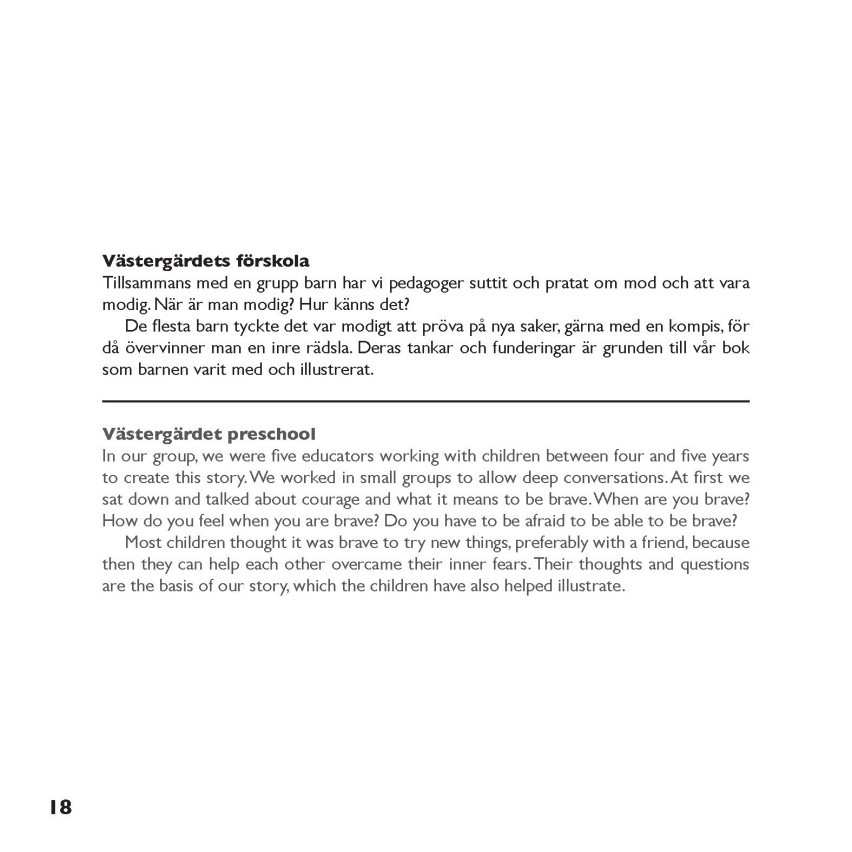 Västergärdets förskola
Tillsammans med en grupp barn har vi pedagoger suttit och pratat om mod och att vara
modig. När är man modig? Hur känns det?
De flesta barn tyckte det var modigt att pröva på nya saker, gärna med en kompis, för
då övervinner man en inre rädsla. Deras tankar och funderingar är grunden till vår bok
som barnen varit med och illustrerat.
Västergärdet preschool
In our group, we were five educators working with children between four and five years
to create this story. We worked in small groups to allow deep conversations. At first we
sat down and talked about courage and what it means to be brave. When are you brave?
How do you feel when you are brave? Do you have to be afraid to be able to be brave?
Most children thought it was brave to try new things, preferably with a friend, because
then they can help each other overcame their inner fears. Their thoughts and questions
are the basis of our story, which the children have also helped illustrate.
18